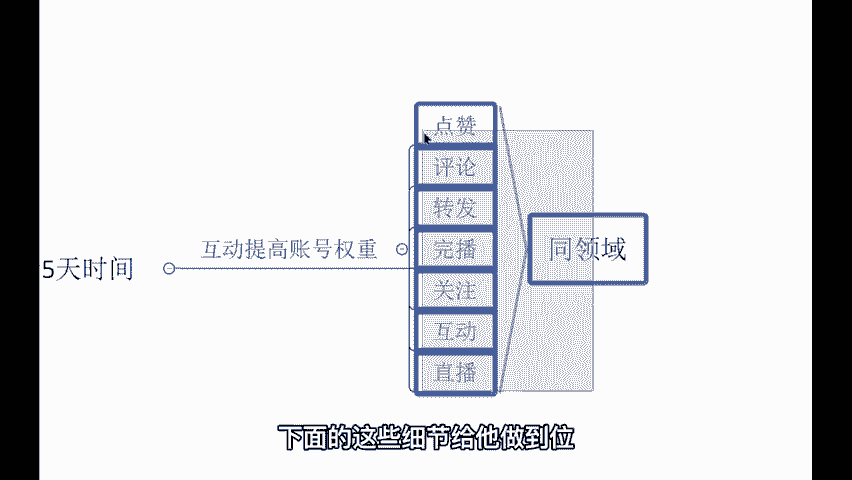 点赞
评论
转发
5天时间
互动提高账号权重
完播
同领域
关注
互动
直播
下面的这些细节给他做到位